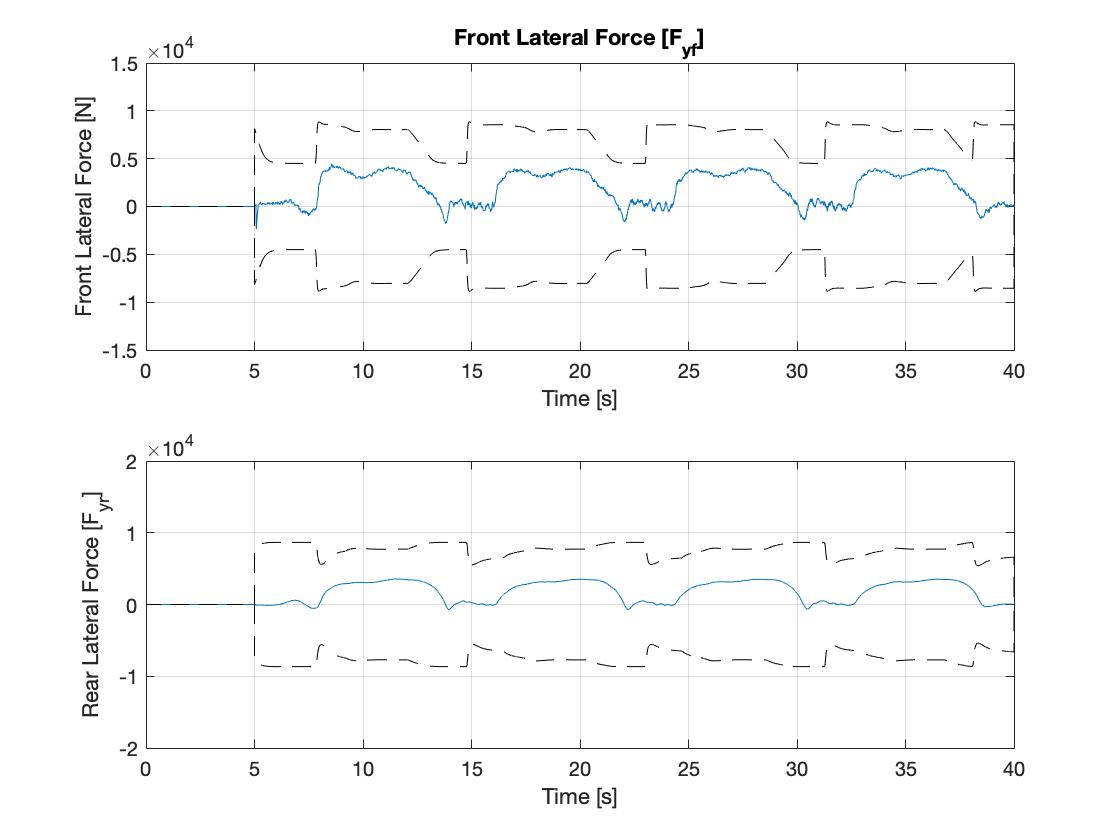 Front Lateral Force [F_yf]
×10^4
Front Lateral Force [N]
1.5
1
0.5
0
-0.5
-1
-1.5
0 5 10 15 20 25 30 35 40
Time [s]
×10^4
Rear Lateral Force [F_yr]
2
1
0
-1
-2
0 5 10 15 20 25 30 35 40
Time [s]